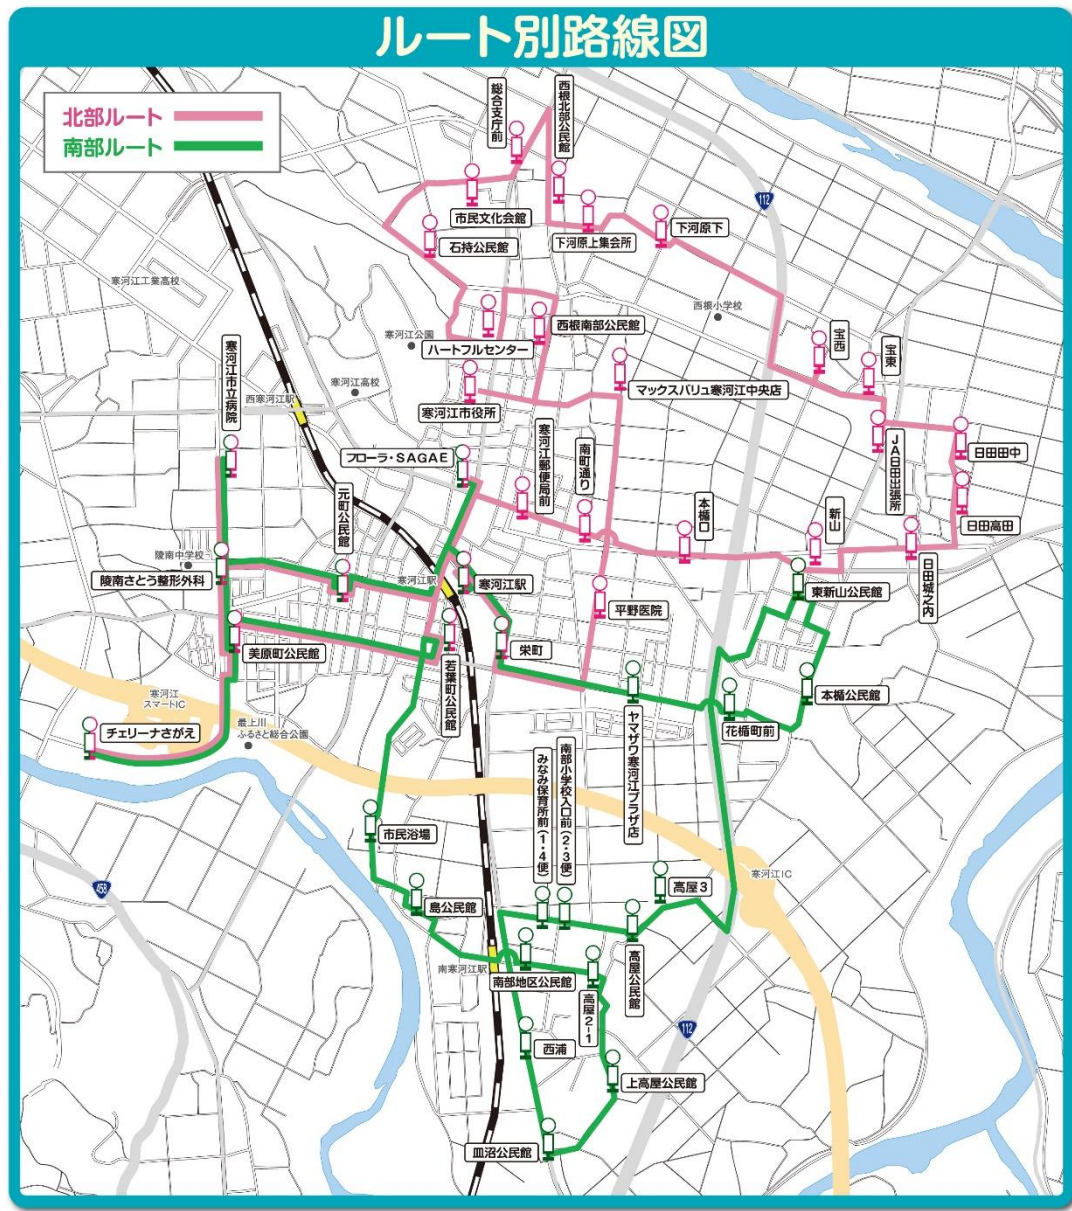 ルート別路線図
北部ルート
南部ルート
総合支庁前
西根北部公民館
112
市民文化会館
石持公民館
下河原上集会所
下河原下
寒河江工業高校
西根小学校
寒河江公園
西根南部公民館
ハートフルセンター
宝西
宝東
寒河江市立病院
西寒河江駅
寒河江高校
寒河江市役所
マックスバリュ寒河江中央店
フローラ・SAGAE
寒河江郵便局前
南町通り
JA日田出張所
日田田中
元町公民館
本楯口
新山
日田高田
日田城之内
陵南中学校
陵南さとう整形外科
寒河江駅
寒河江駅
東新山公民館
平野医院
美原町公民館
若葉町公民館
栄町
ヤマザワ寒河江プラザ店
花楯町前
本楯公民館
寒河江
スマートIC
チェリーナさがえ
最上川
ふるさと総合公園
みなみ保育所前(1・4便)
南部小学校入口前(2・3便)
市民浴場
458
島公民館
高屋3
寒河江IC
南寒河江駅
南部地区公民館
高屋2-1
高屋公民館
112
西浦
上高屋公民館
皿沼公民館